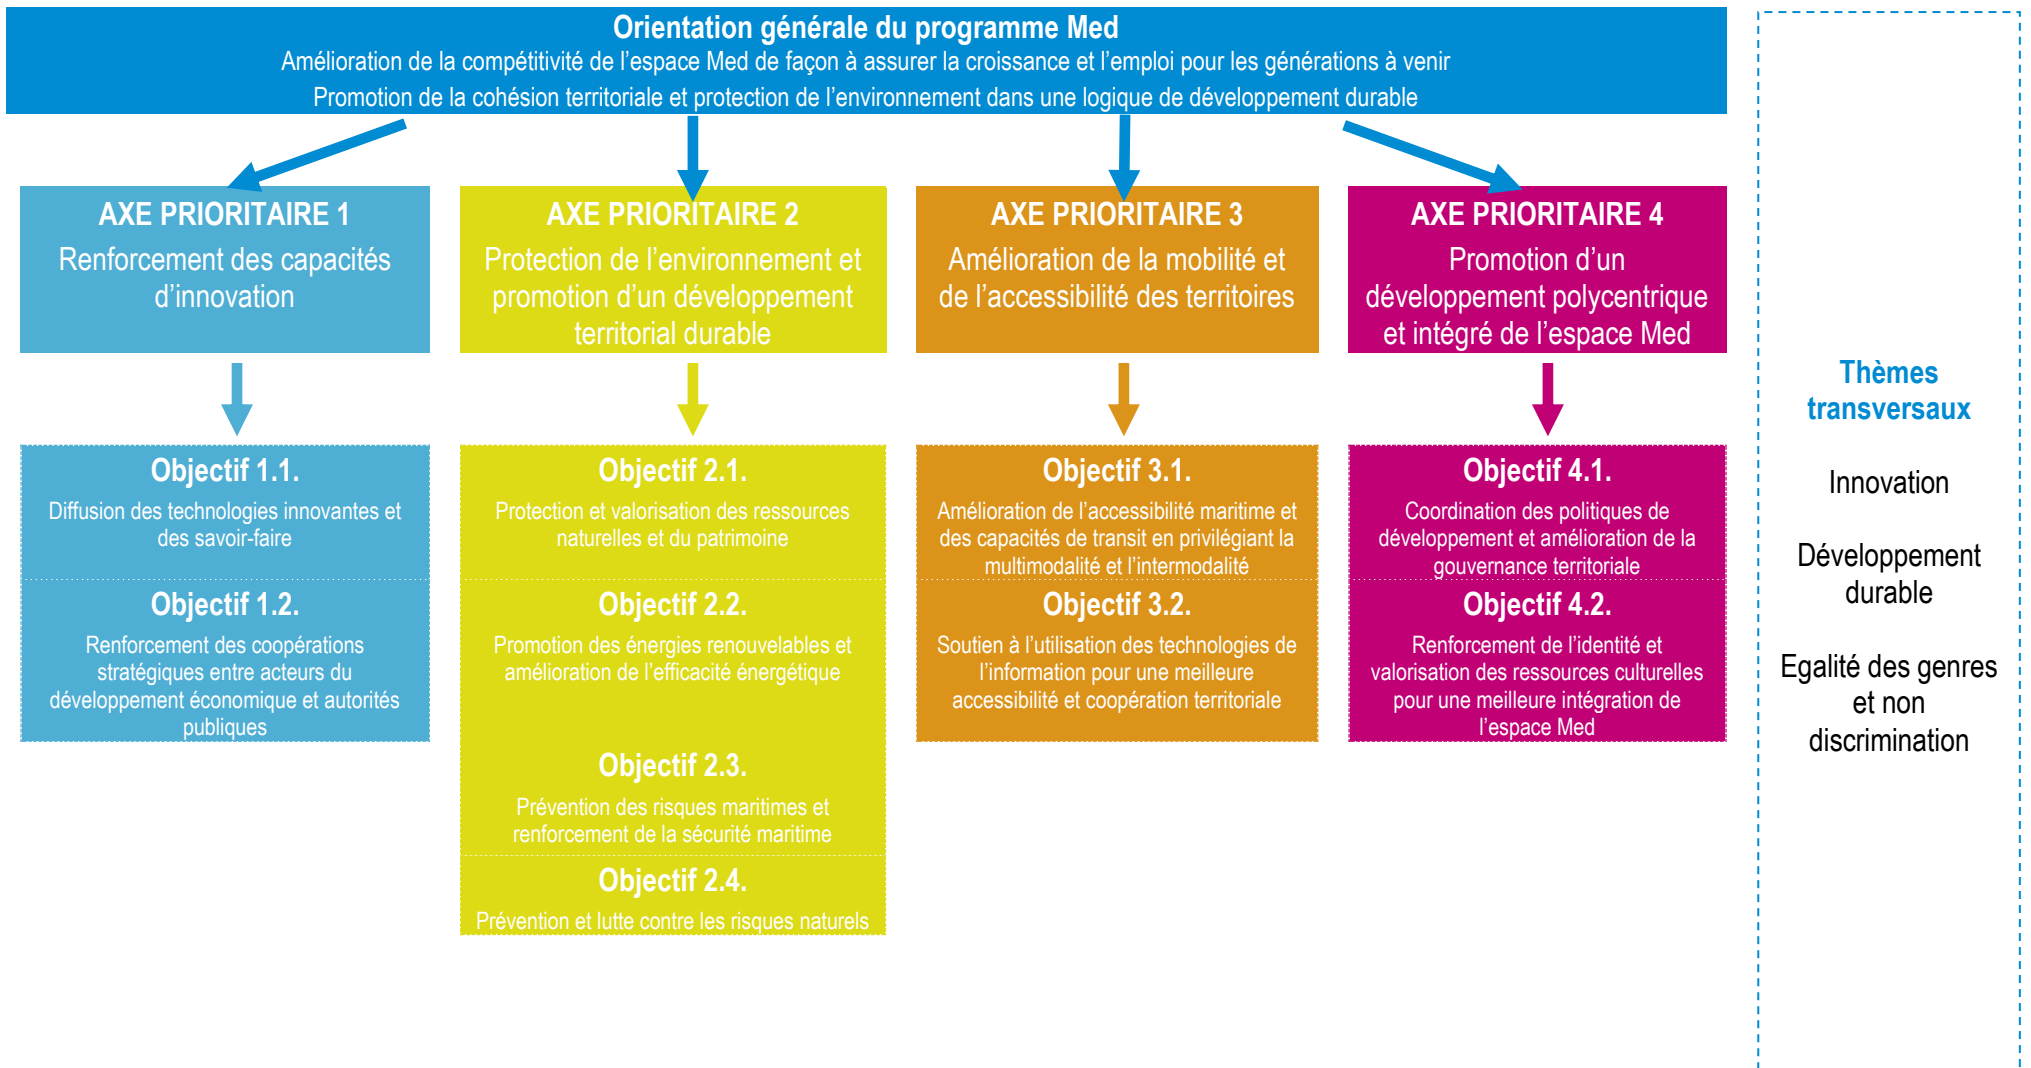 Orientation générale du programme Med
Amélioration de la compétitivité de l’espace Med de façon à assurer la croissance et l’emploi pour les générations à venir
Promotion de la cohésion territoriale et protection de l’environnement dans une logique de développement durable
AXE PRIORITAIRE 1
Renforcement des capacités
d’innovation
AXE PRIORITAIRE 2
Protection de l’environnement et
promotion d’un développement
territorial durable
AXE PRIORITAIRE 3
Amélioration de la mobilité et
de l’accessibilité des territoires
AXE PRIORITAIRE 4
Promotion d’un
développement polycentrique
et intégré de l’espace Med
Objectif 1.1.
Diffusion des technologies innovantes et
des savoir-faire
Objectif 1.2.
Renforcement des coopérations
stratégiques entre acteurs du
développement économique et autorités
publiques
Objectif 2.1.
Protection et valorisation des ressources
naturelles et du patrimoine
Objectif 2.2.
Promotion des énergies renouvelables et
amélioration de l’efficacité énergétique
Objectif 2.3.
Prévention des risques maritimes et
renforcement de la sécurité maritime
Objectif 2.4.
Prévention et lutte contre les risques naturels
Objectif 3.1.
Amélioration de l’accessibilité maritime et
des capacités de transit en privilégiant la
multimodalité et l’intermodalité
Objectif 3.2.
Soutien à l’utilisation des technologies de
l’information pour une meilleure
accessibilité et coopération territoriale
Objectif 4.1.
Coordination des politiques de
développement et amélioration de la
gouvernance territoriale
Objectif 4.2.
Renforcement de l’identité et
valorisation des ressources culturelles
pour une meilleure intégration de
l’espace Med
Thèmes
transversaux
Innovation
Développement
durable
Egalité des genres
et non
discrimination